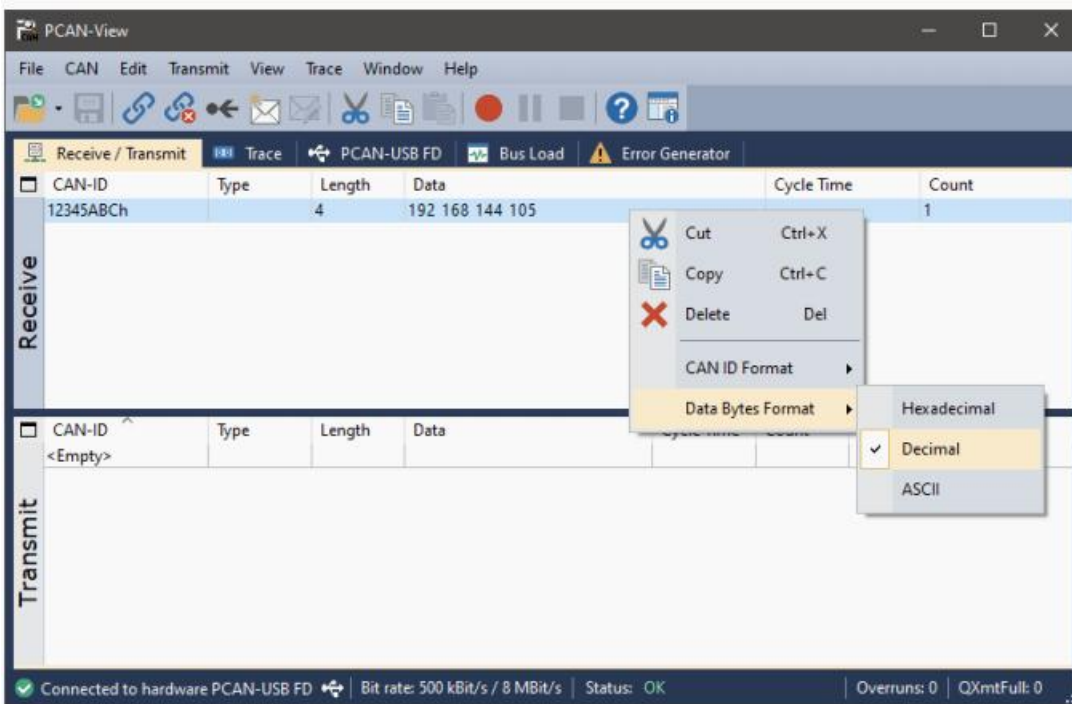 PCAN-View
File CAN Edit Transmit View Trace Window Help
Receive / Transmit Trace PCAN-USB FD Bus Load Error Generator
CAN-ID Type Length Data Cycle Time Count
12345ABCh 4 192 168 144 105 1
Receive
Cut Ctrl+X
Copy Ctrl+C
Delete Del
CAN ID Format
Data Bytes Format
Hexadecimal
Decimal
ASCII
CAN-ID Type Length Data Cycle Time Count
<Empty>
Transmit
Connected to hardware PCAN-USB FD Bit rate: 500 kBit/s / 8 MBit/s Status: OK Overruns: 0 QXmtFull: 0